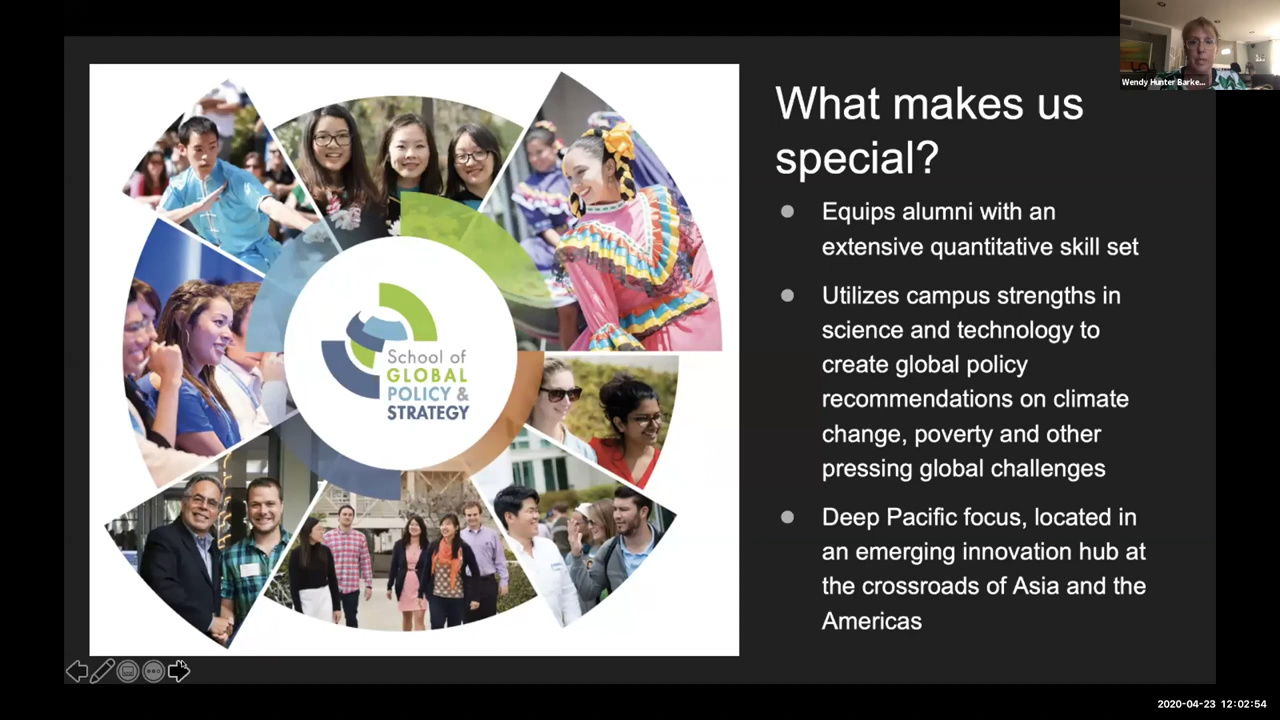 What makes us
special?
Equips alumni with an
extensive quantitative skill set
Utilizes campus strengths in
science and technology to
create global policy
recommendations on climate
change, poverty and other
pressing global challenges
Deep Pacific focus, located in
an emerging innovation hub at
the crossroads of Asia and the
Americas
School of
GLOBAL
POLICY &
STRATEGY
Wendy Hunter Barke...
2020-04-23 12:02:54